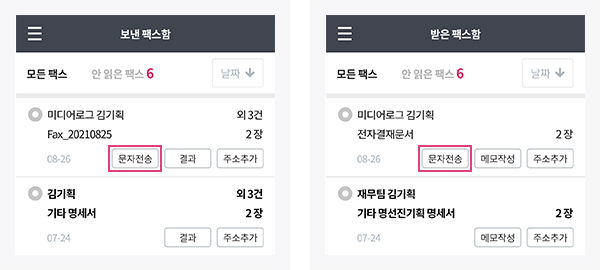 보낸 팩스함
모든 팩스 안 읽은 팩스 6 날짜
미디어로그 김기획 외 3건
Fax_20210825 2 장
08-26 문자전송 결과 주소추가
김기획 외 3건
기타 명세서 2 장
07-24 결과 주소추가
받은 팩스함
모든 팩스 안 읽은 팩스 6 날짜
미디어로그 김기획
전자결재문서 2 장
08-26 문자전송 메모작성 주소추가
재무팀 김기획
기타 명선진기획 명세서 2 장
07-24 메모작성 주소추가